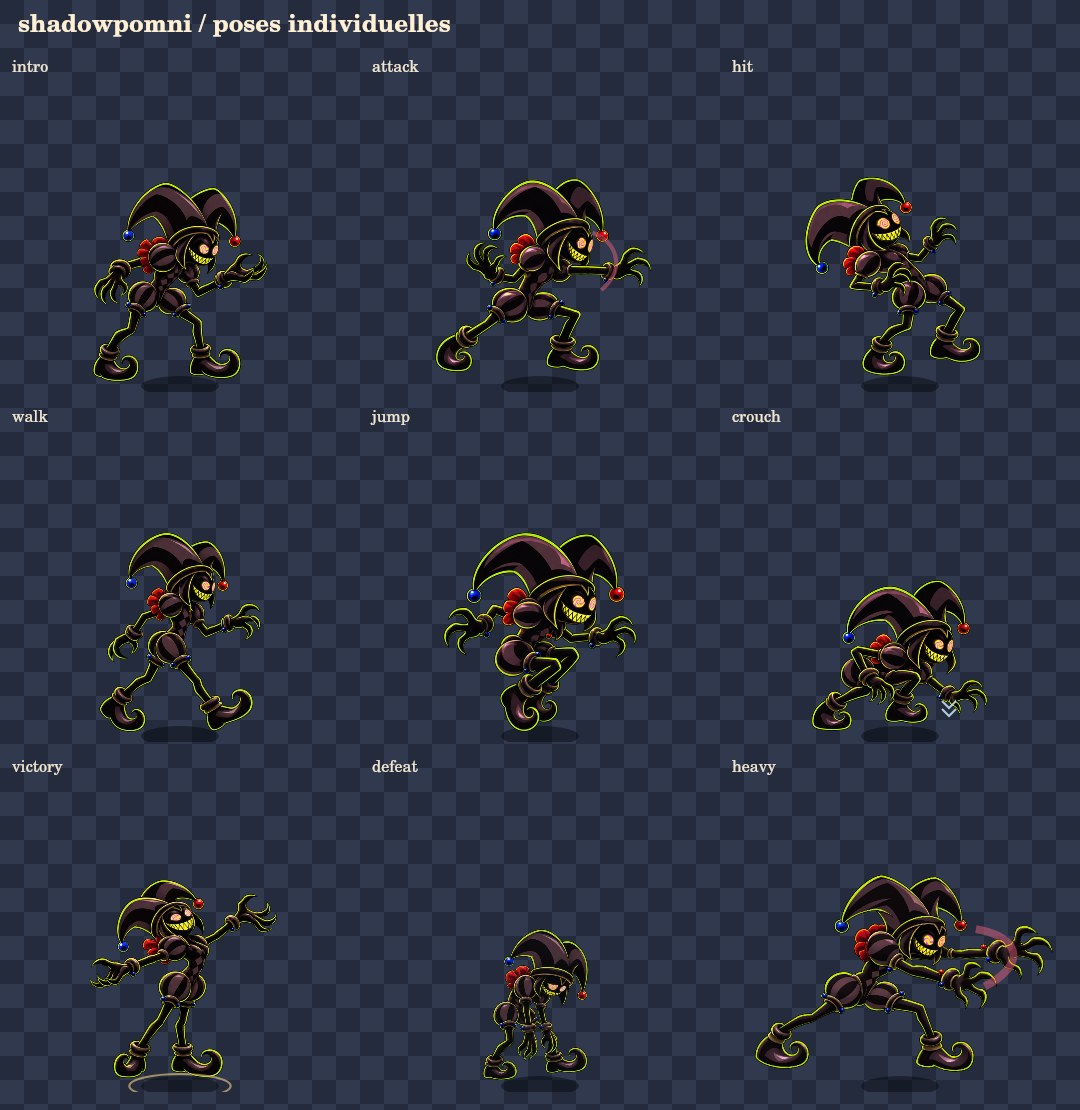 shadowpomni / poses individuelles
intro
attack
hit
walk
jump
crouch
victory
defeat
heavy